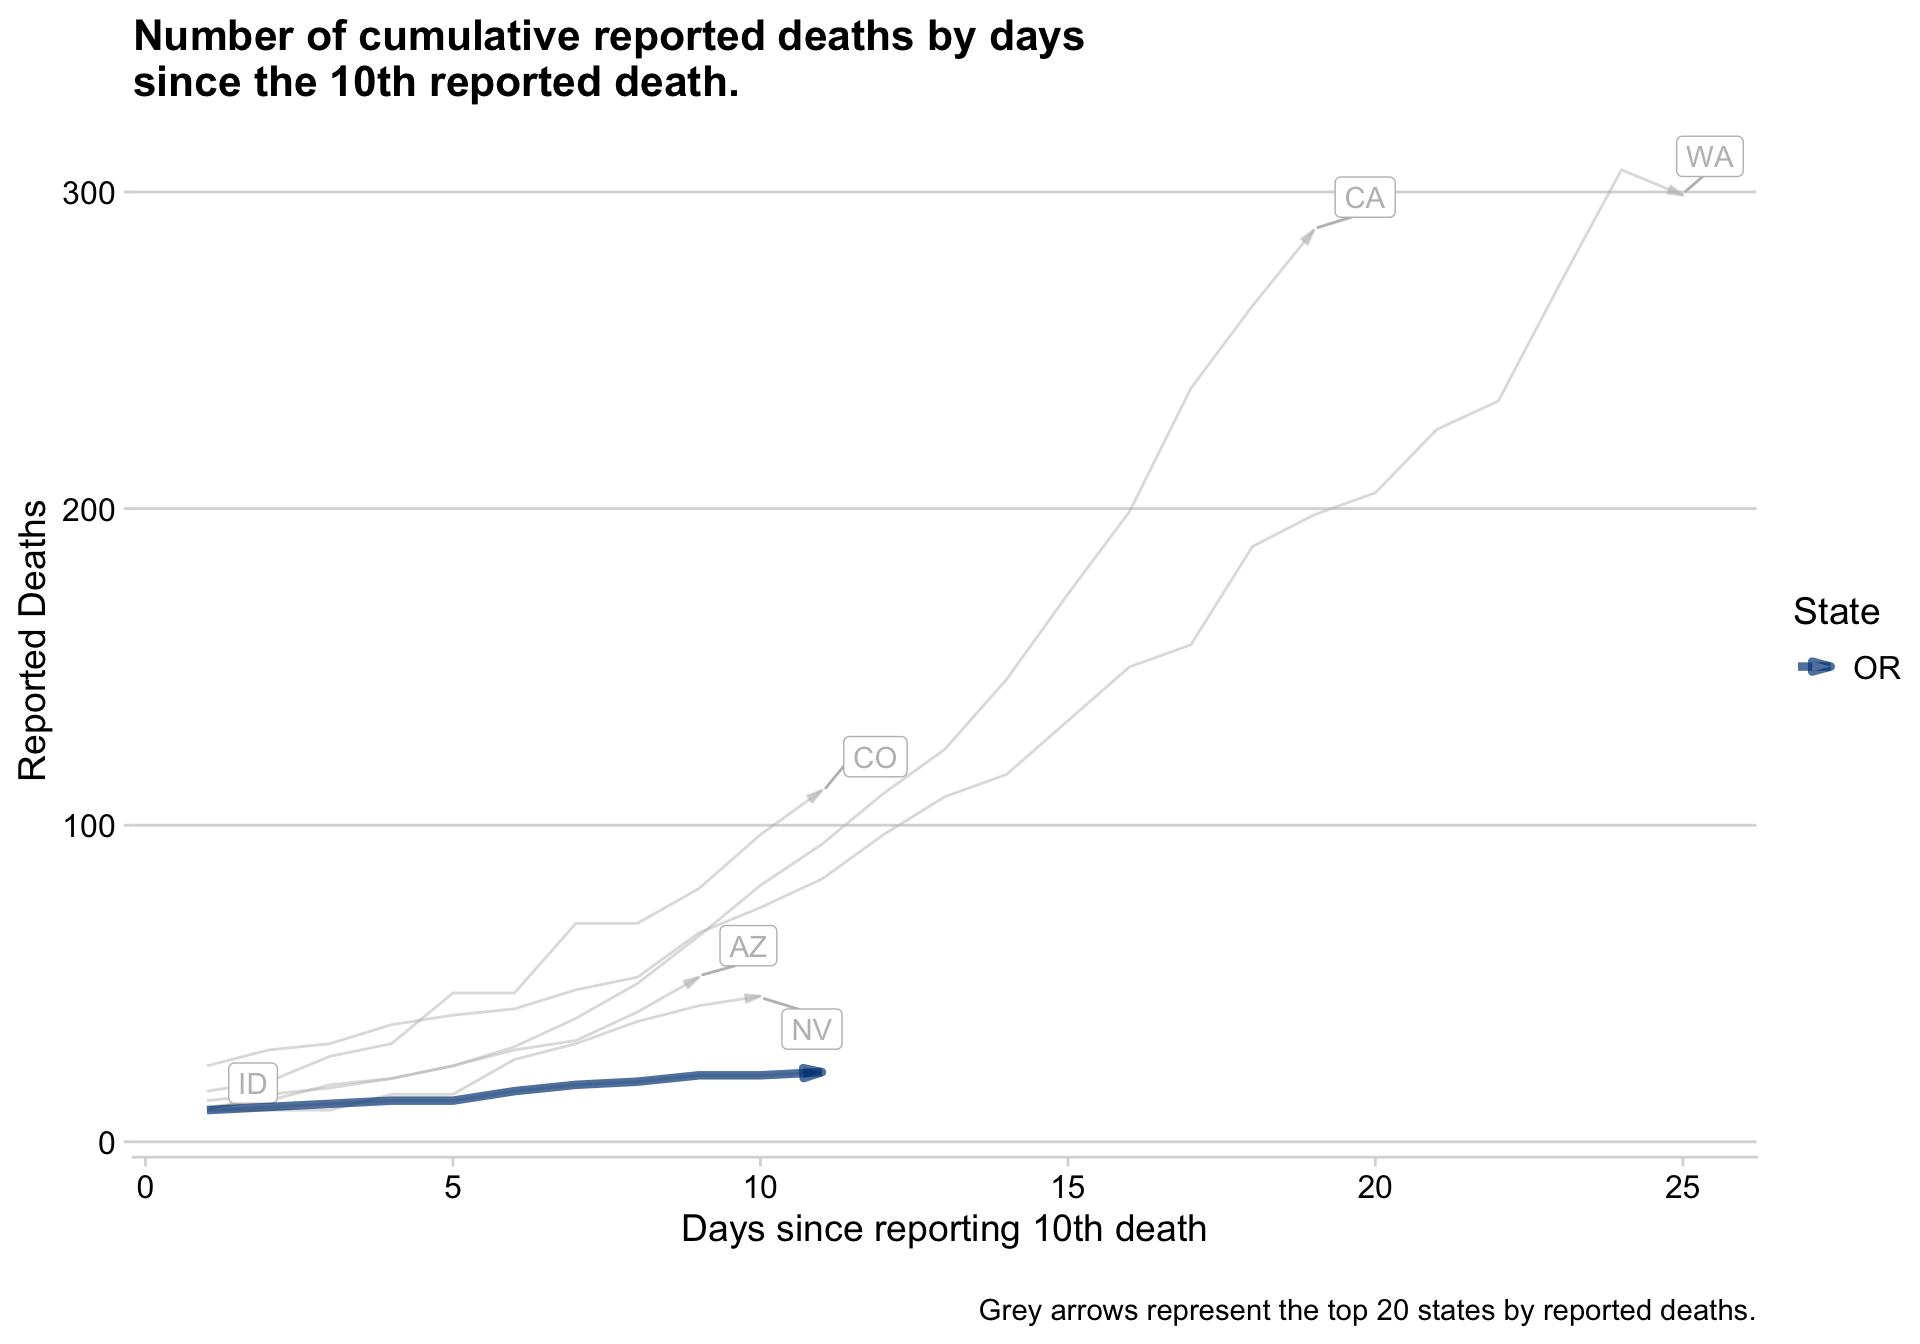 Number of cumulative reported deaths by days
since the 10th reported death.
WA
CA
300
200
CO
100
AZ
NV
ID
0
Reported Deaths
State
OR
0 5 10 15 20 25
Days since reporting 10th death
Grey arrows represent the top 20 states by reported deaths.